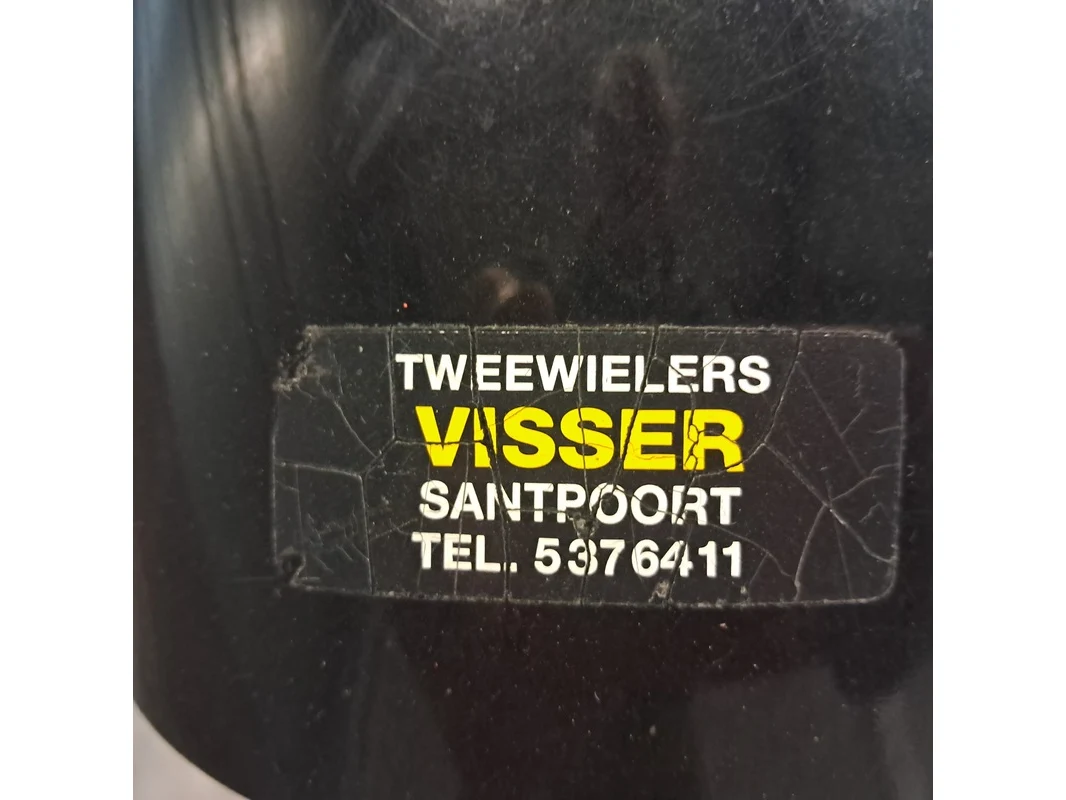 TWEEWIELERS
VISSER
SANTPOORT
TEL. 5376411